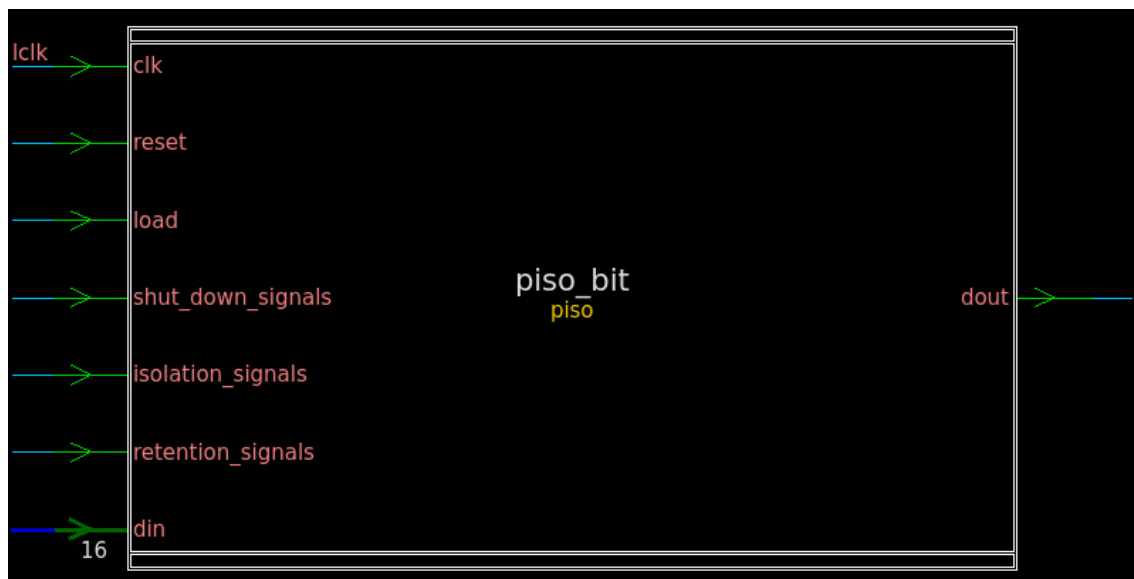 lclk
clk
reset
load
shut_down_signals
piso_bit
piso
dout
isolation_signals
retention_signals
din
16